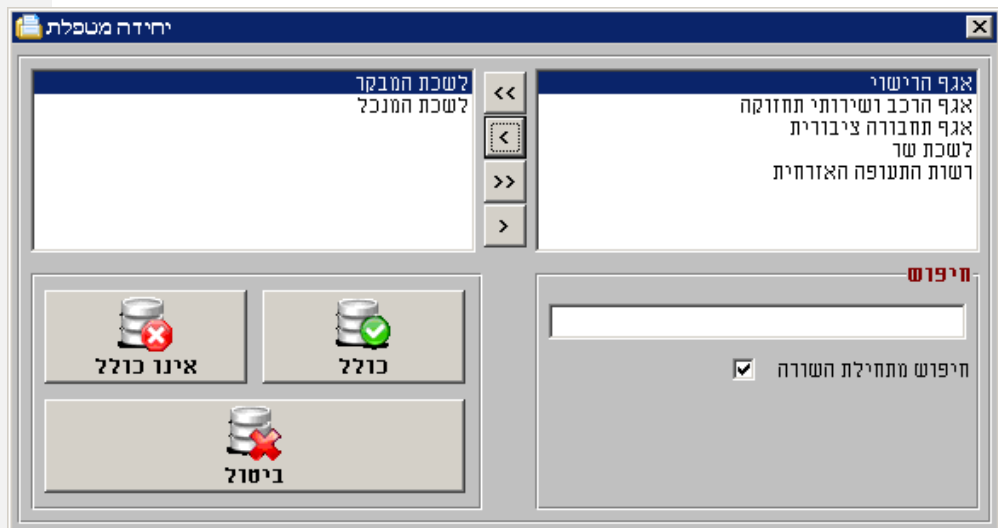 יחידה מטפלת
אגף הרישוי
אגף הרכב ושירותי תחזוקה
אגף תחבורה ציבורית
לשכת שר
רשות התעופה האזרחית
<<
<
>>
>
לשכת המבקר
לשכת המנכל
חיפוש
חיפוש מתחילת השורה
כולל
אינו כולל
ביטול